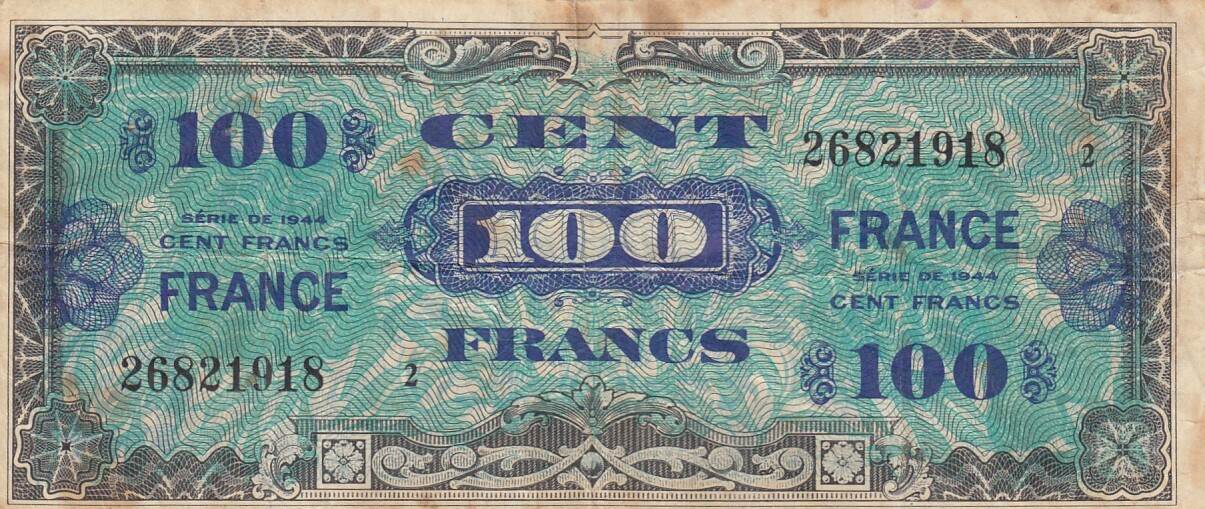 100 CENT 26821918 2
SÉRIE DE 1944
CENT FRANCS
FRANCE
100
FRANCE
SÉRIE DE 1944
CENT FRANCS
FRANCS
26821918 2
100